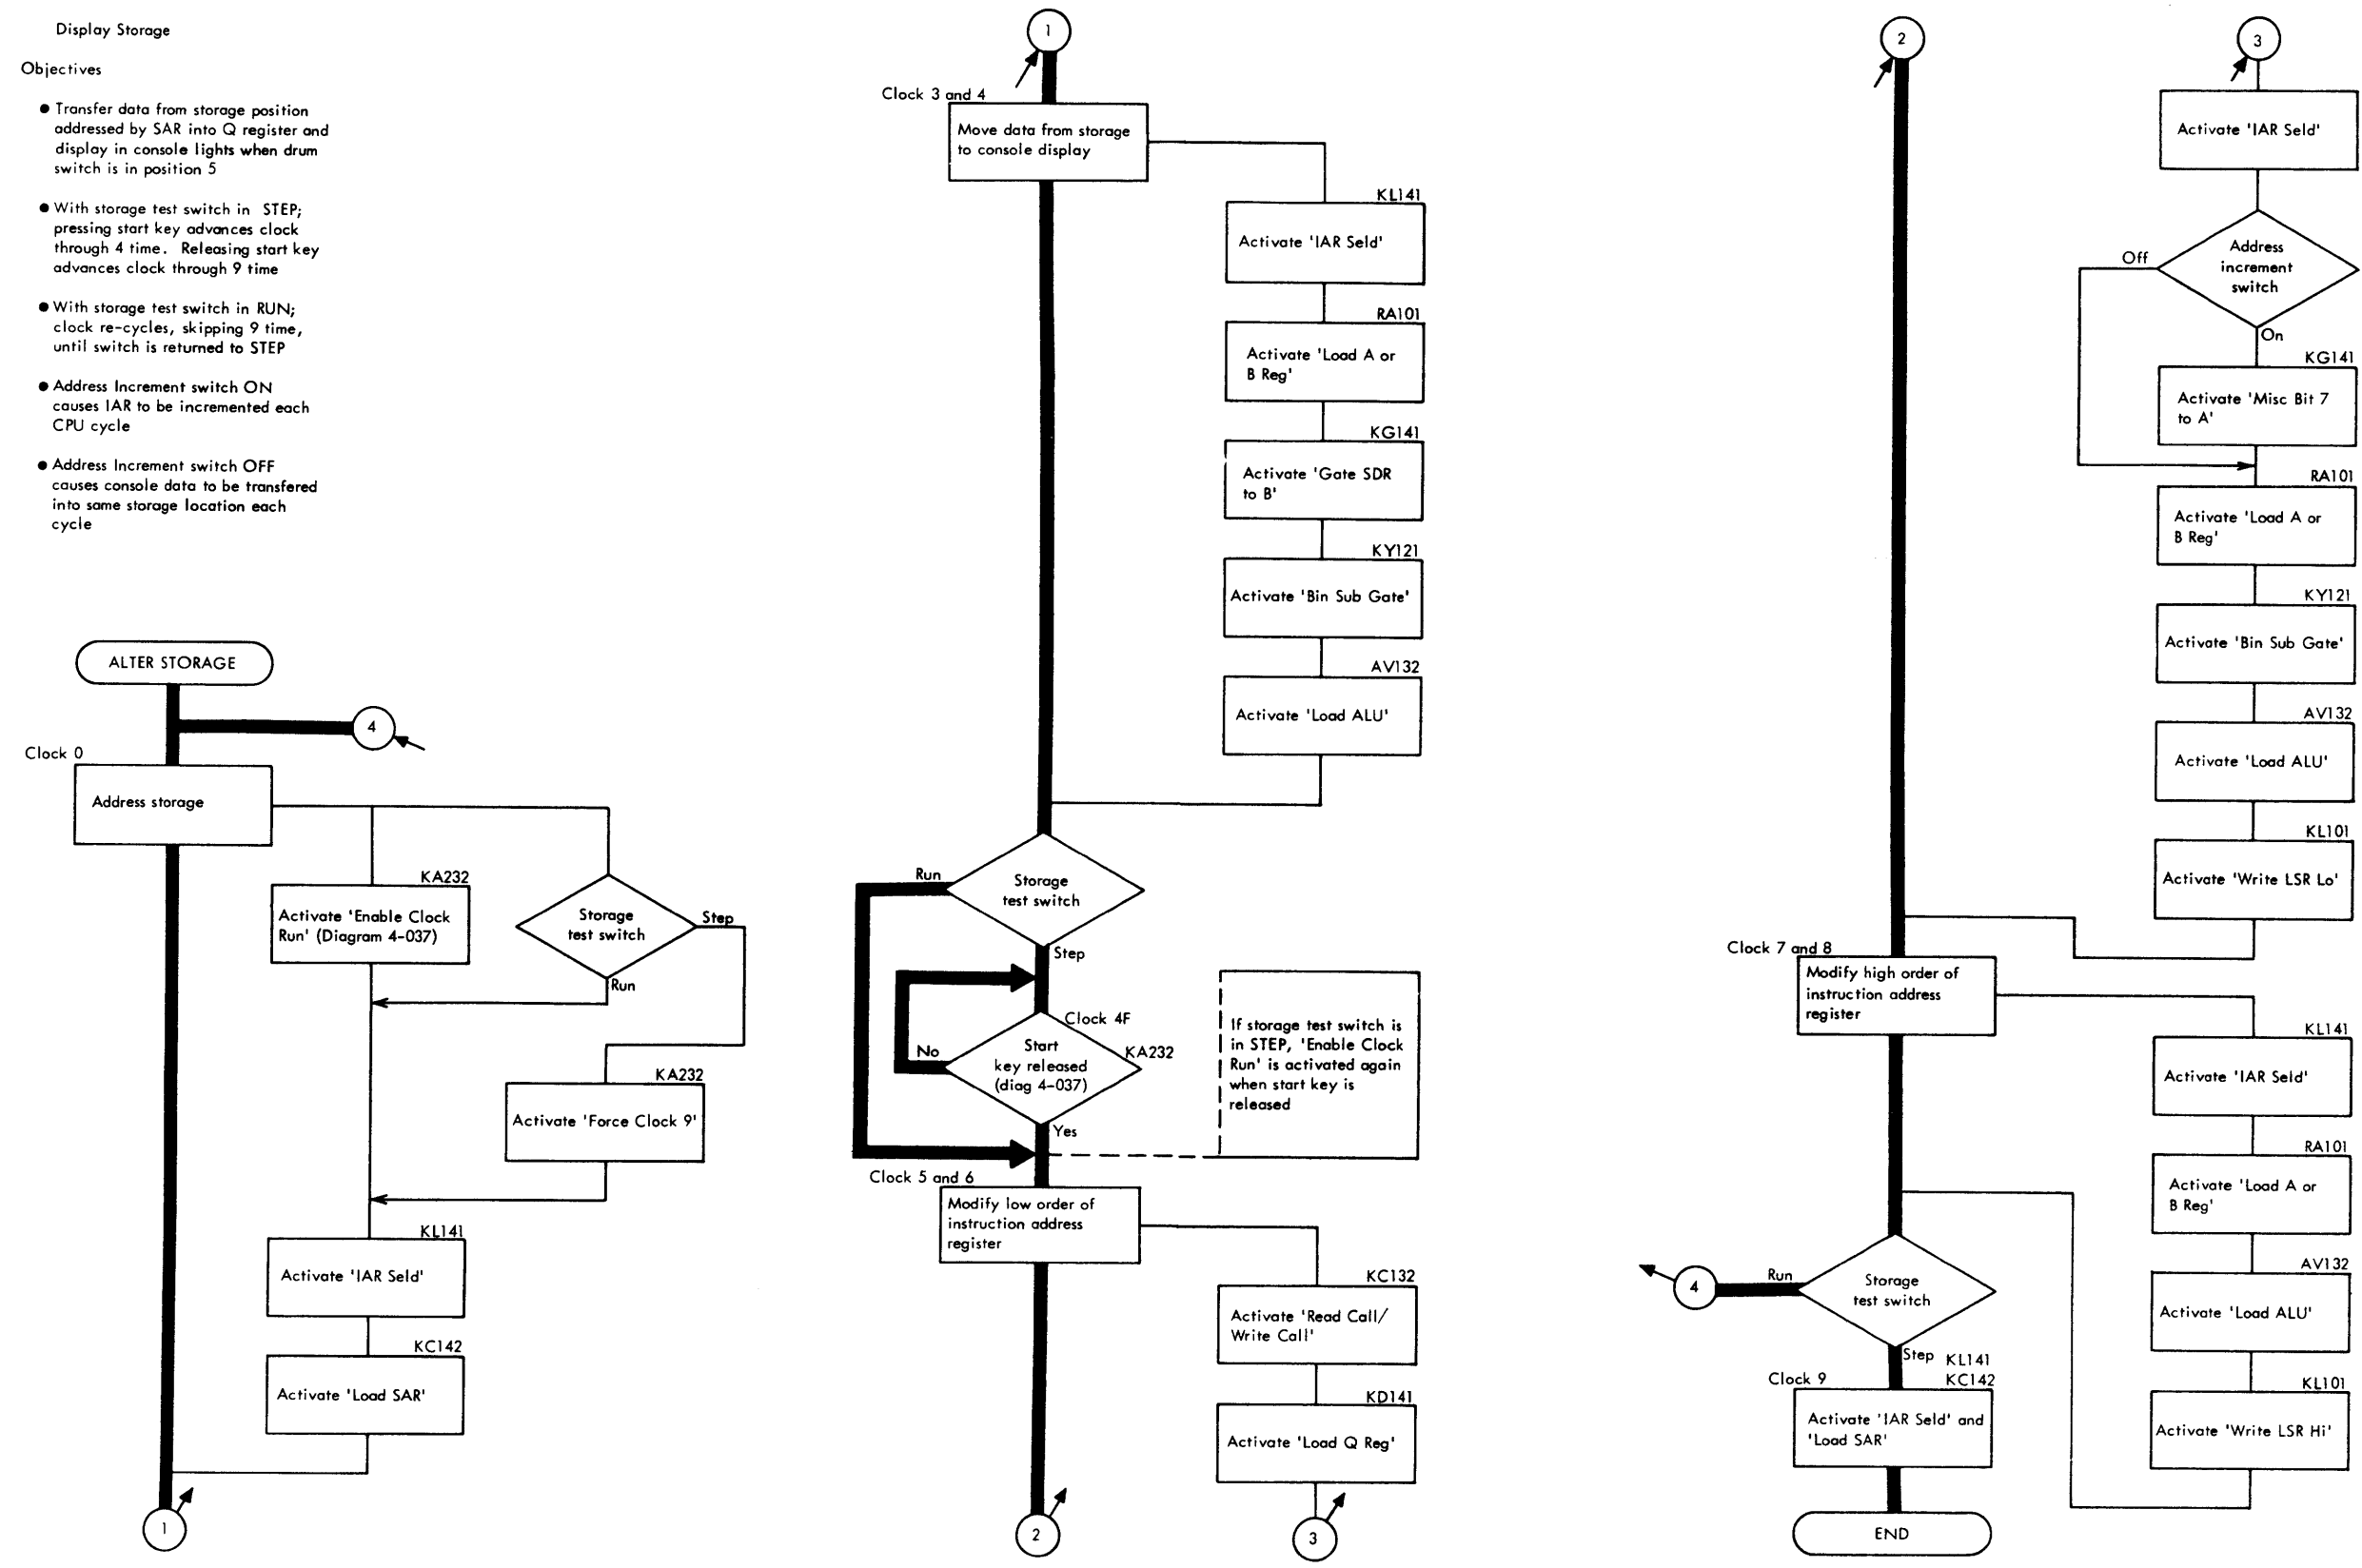 Display Storage
Objectives
● Transfer data from storage position
addressed by SAR into Q register and
display in console lights when drum
switch is in position 5
● With storage test switch in STEP;
pressing start key advances clock
through 4 time. Releasing start key
advances clock through 9 time
● With storage test switch in RUN;
clock re-cycles, skipping 9 time,
until switch is returned to STEP
● Address Increment switch ON
causes IAR to be incremented each
CPU cycle
● Address Increment switch OFF
causes console data to be transfered
into same storage location each
cycle
ALTER STORAGE
4
Clock 0
Address storage
KA232
Activate 'Enable Clock
Run' (Diagram 4-037)
Storage
test switch
Step
Run
KA232
Activate 'Force Clock 9'
KL141
Activate 'IAR Seld'
KC142
Activate 'Load SAR'
1
1
Clock 3 and 4
Move data from storage
to console display
KL141
Activate 'IAR Seld'
RA101
Activate 'Load A or
B Reg'
KG141
Activate 'Gate SDR
to B'
KY121
Activate 'Bin Sub Gate'
AV132
Activate 'Load ALU'
Run
Storage
test switch
Step
Clock 4F
No
Start
key released
(diag 4-037)
KA232
Yes
If storage test switch is
in STEP, 'Enable Clock
Run' is activated again
when start key is
released
Clock 5 and 6
Modify low order of
instruction address
register
KC132
Activate 'Read Call/
Write Call'
KD141
Activate 'Load Q Reg'
2
3
2
3
Activate 'IAR Seld'
Off
Address
increment
switch
On
KG141
Activate 'Misc Bit 7
to A'
RA101
Activate 'Load A or
B Reg'
KY121
Activate 'Bin Sub Gate'
AV132
Activate 'Load ALU'
KL101
Activate 'Write LSR Lo'
Clock 7 and 8
Modify high order of
instruction address
register
KL141
Activate 'IAR Seld'
RA101
Activate 'Load A or
B Reg'
AV132
Activate 'Load ALU'
KL101
Activate 'Write LSR Hi'
4
Run
Storage
test switch
Step
KL141
Clock 9
KC142
Activate 'IAR Seld' and
'Load SAR'
END